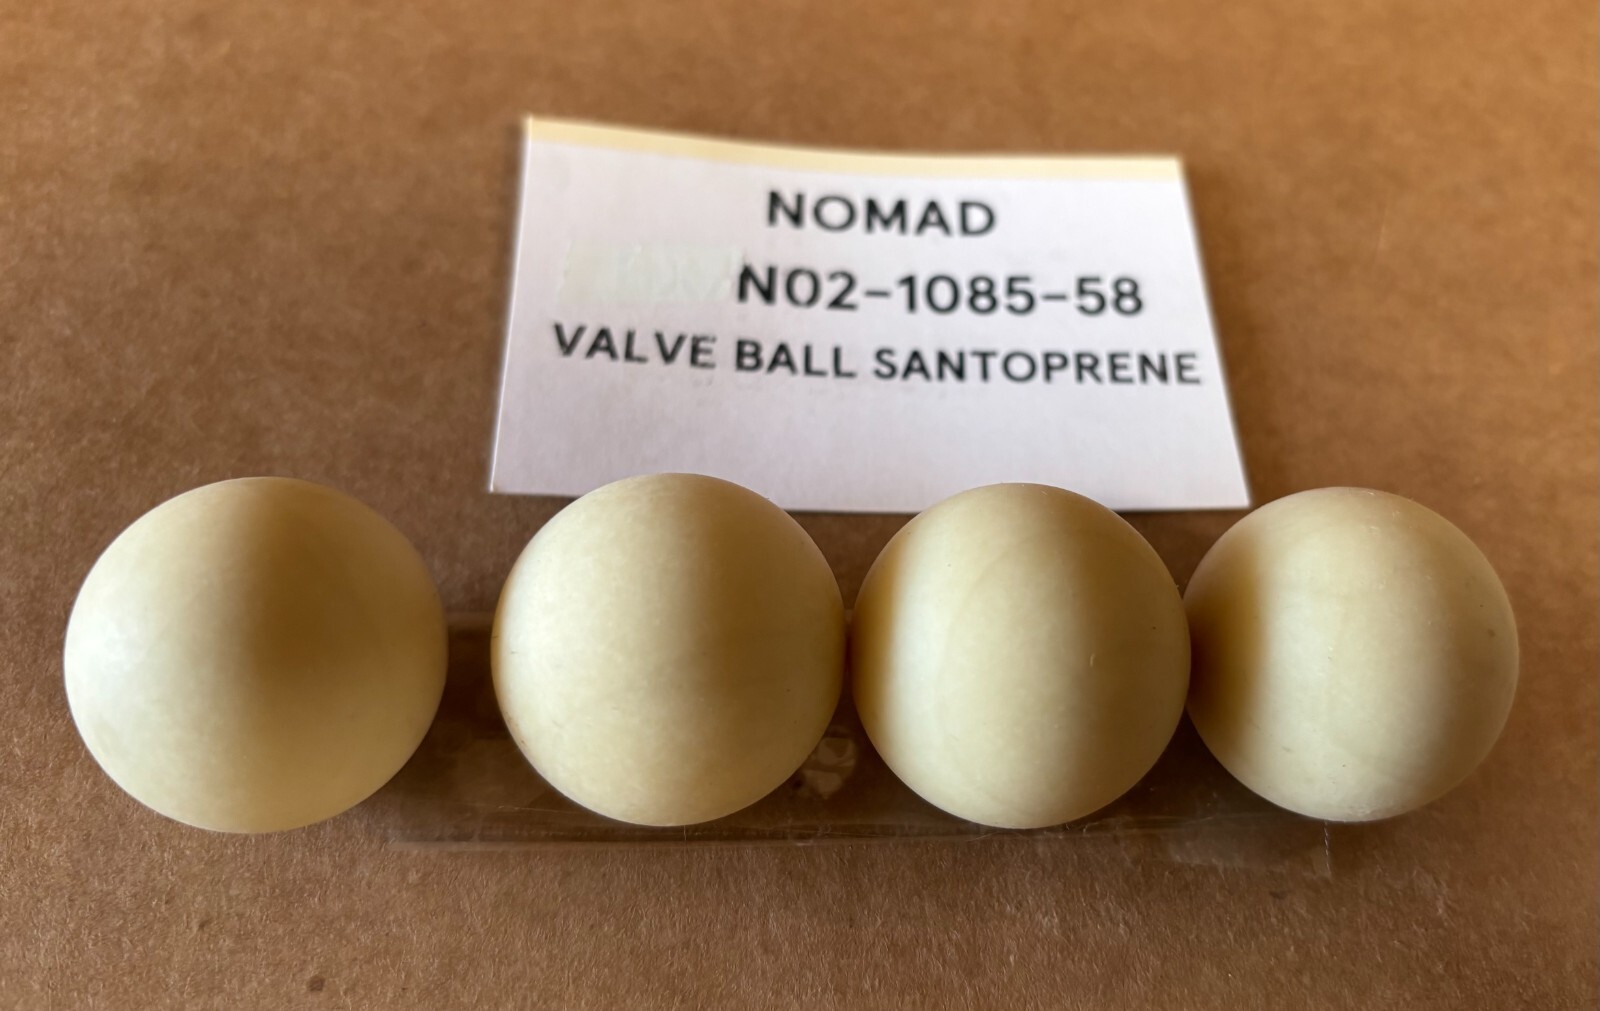 NOMAD
N02-1085-58
VALVE BALL SANTOPRENE